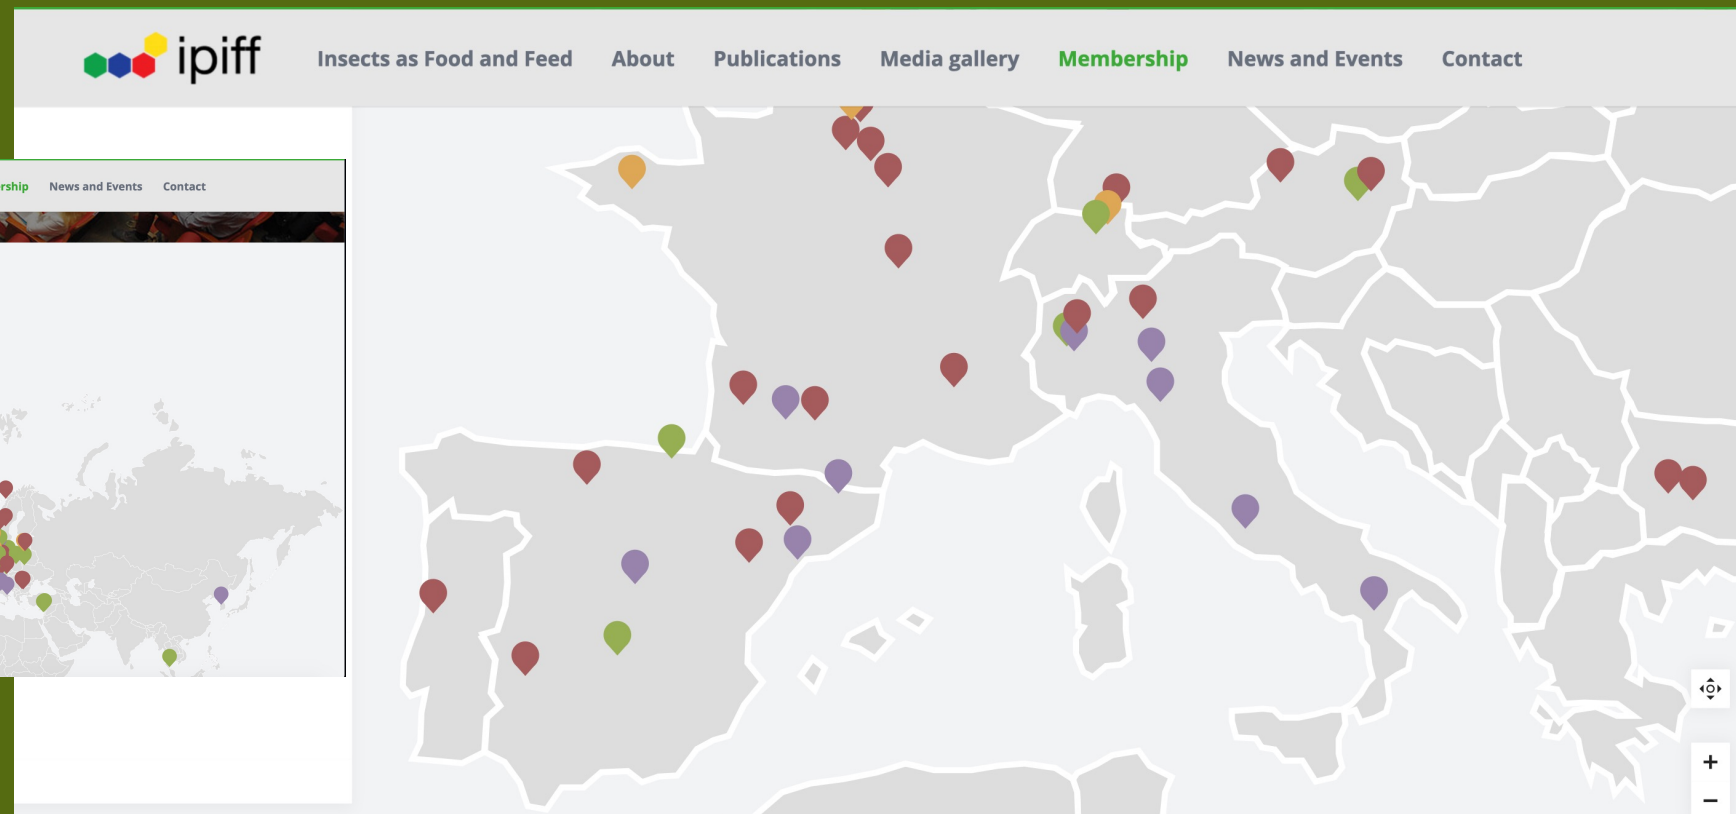 ipiff
Insects as Food and Feed About Publications Media gallery Membership News and Events Contact
rship News and Events Contact
+
−